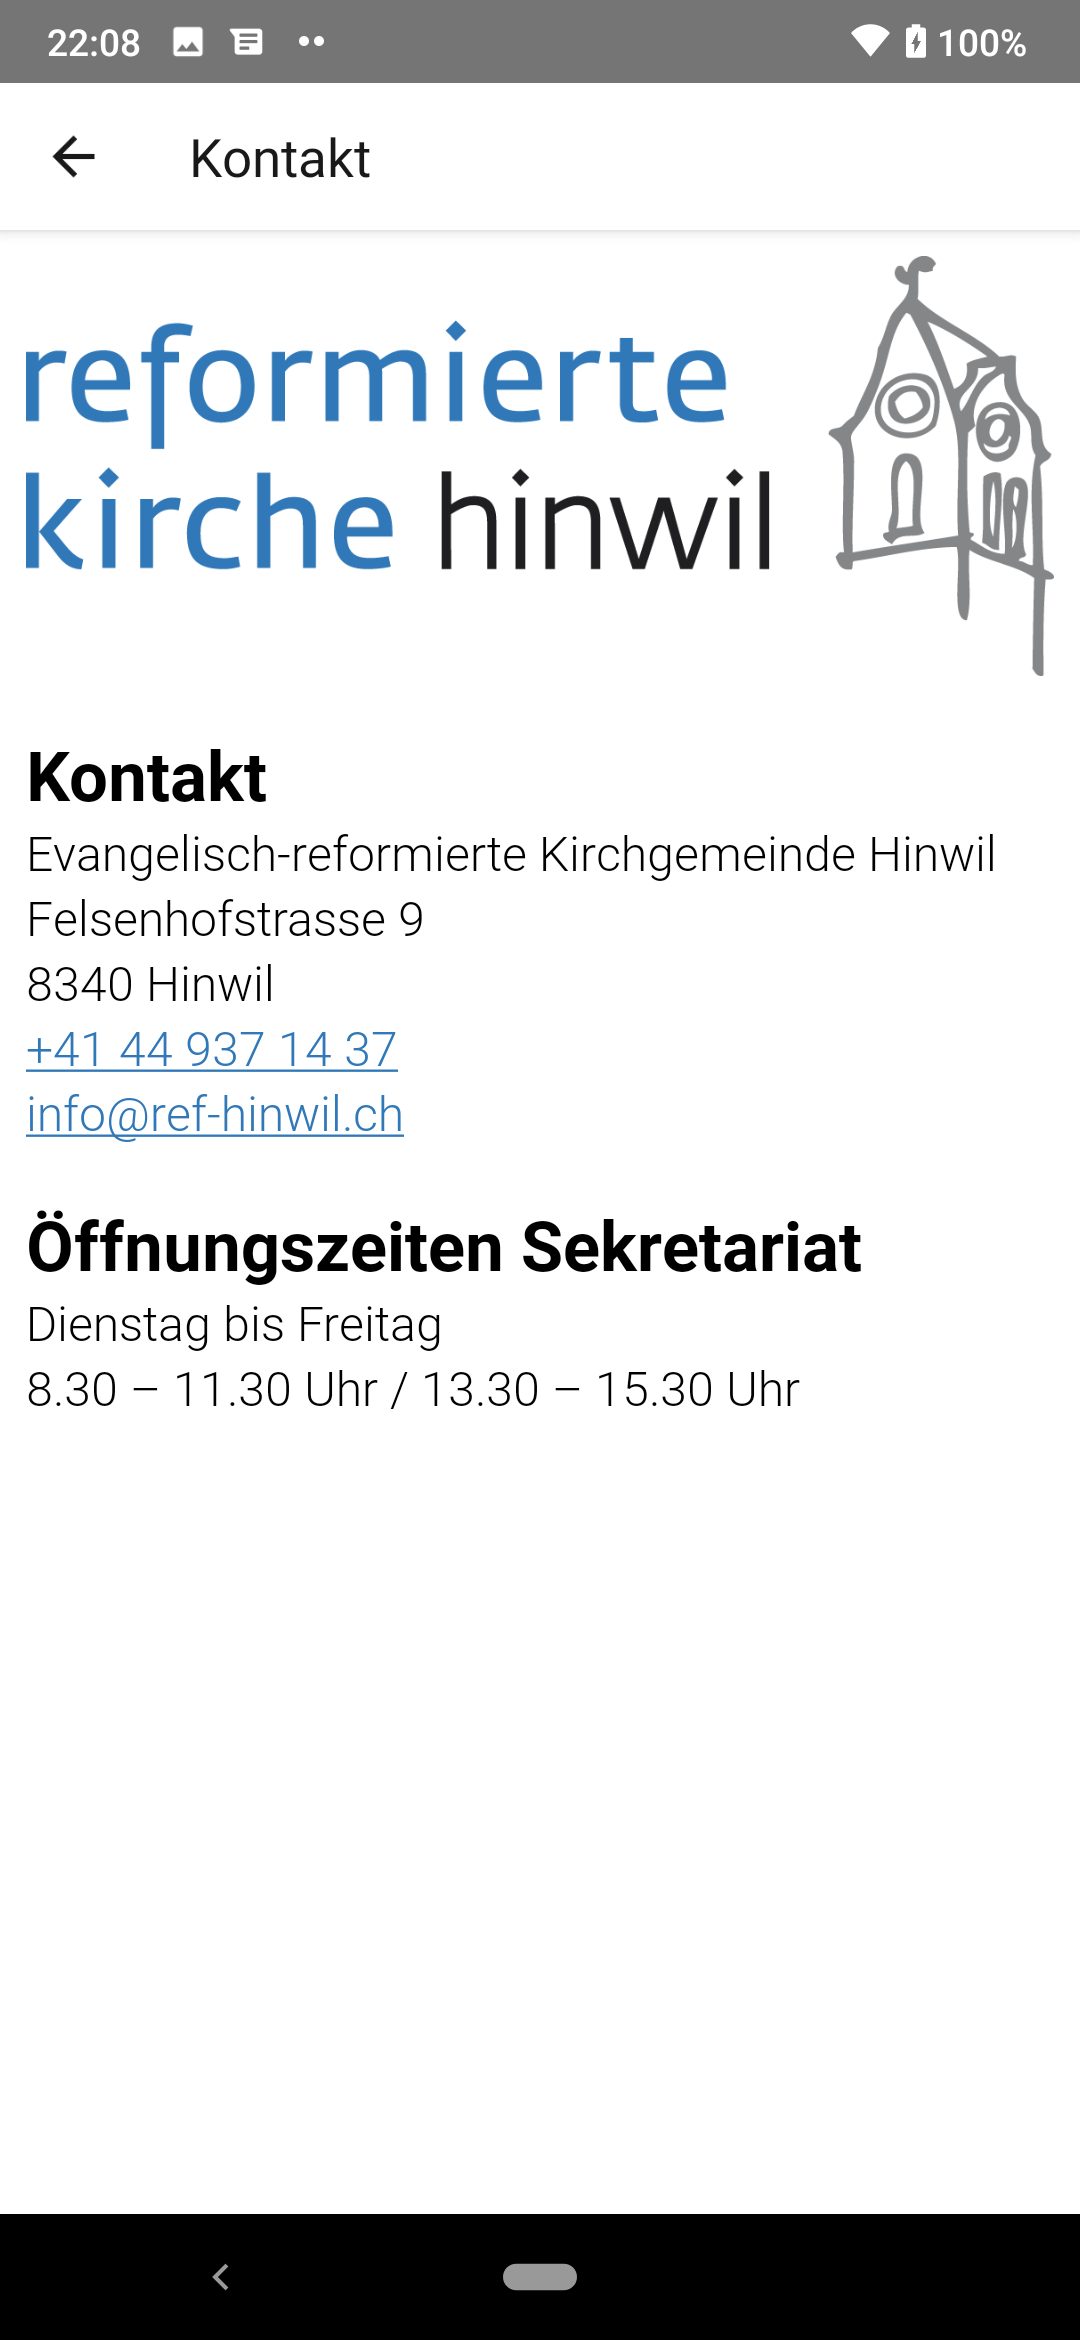 22:08
100%
Kontakt
reformierte
kirche hinwil
Kontakt
Evangelisch-reformierte Kirchgemeinde Hinwil
Felsenhofstrasse 9
8340 Hinwil
+41 44 937 14 37
info@ref-hinwil.ch
Öffnungszeiten Sekretariat
Dienstag bis Freitag
8.30 – 11.30 Uhr / 13.30 – 15.30 Uhr